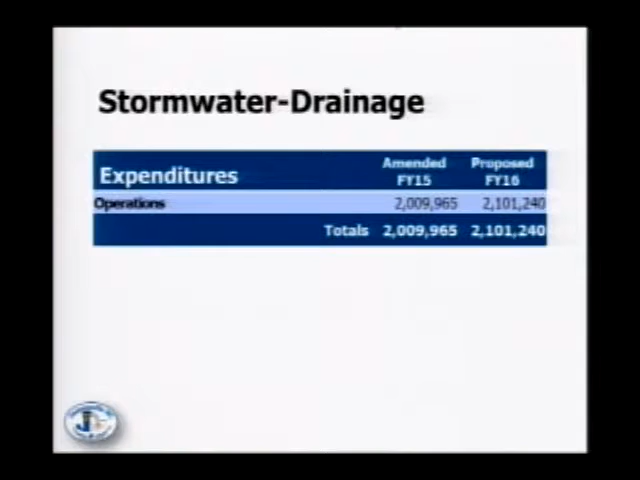 Stormwater-Drainage
Expenditures Amended FY15 Proposed FY16
Operations 2,009,965 2,101,240
Totals 2,009,965 2,101,240